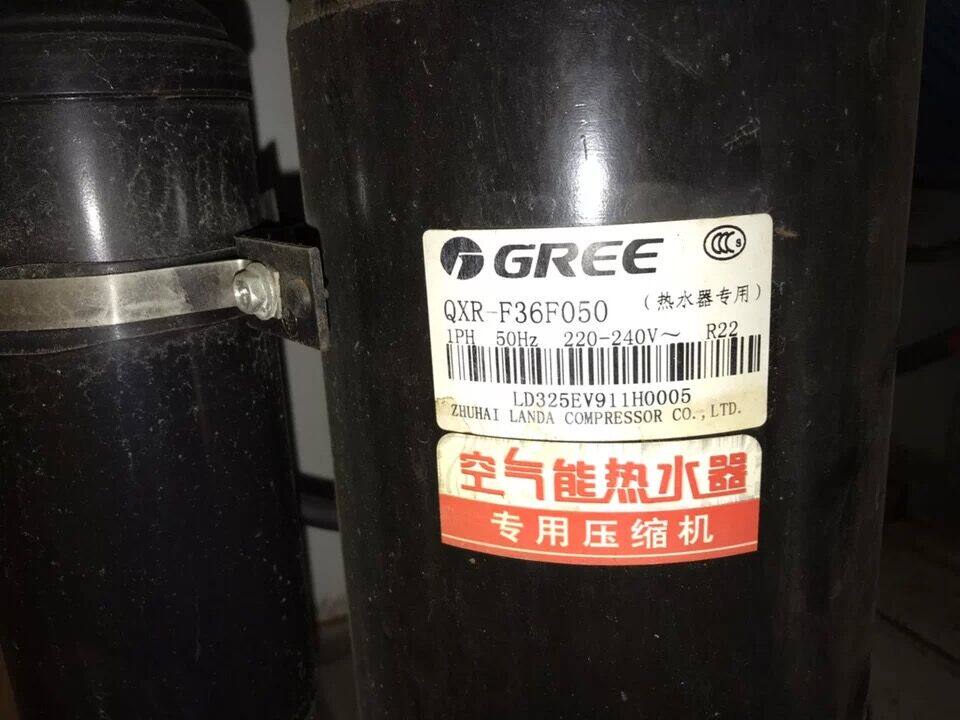 GREE
CCC S
QXR-F36F050 (热水器专用)
1PH 50Hz 220-240V~ R22
LD325EV911H0005
ZHUHAI LANDA COMPRESSOR CO.,LTD.
空气能热水器
专用压缩机